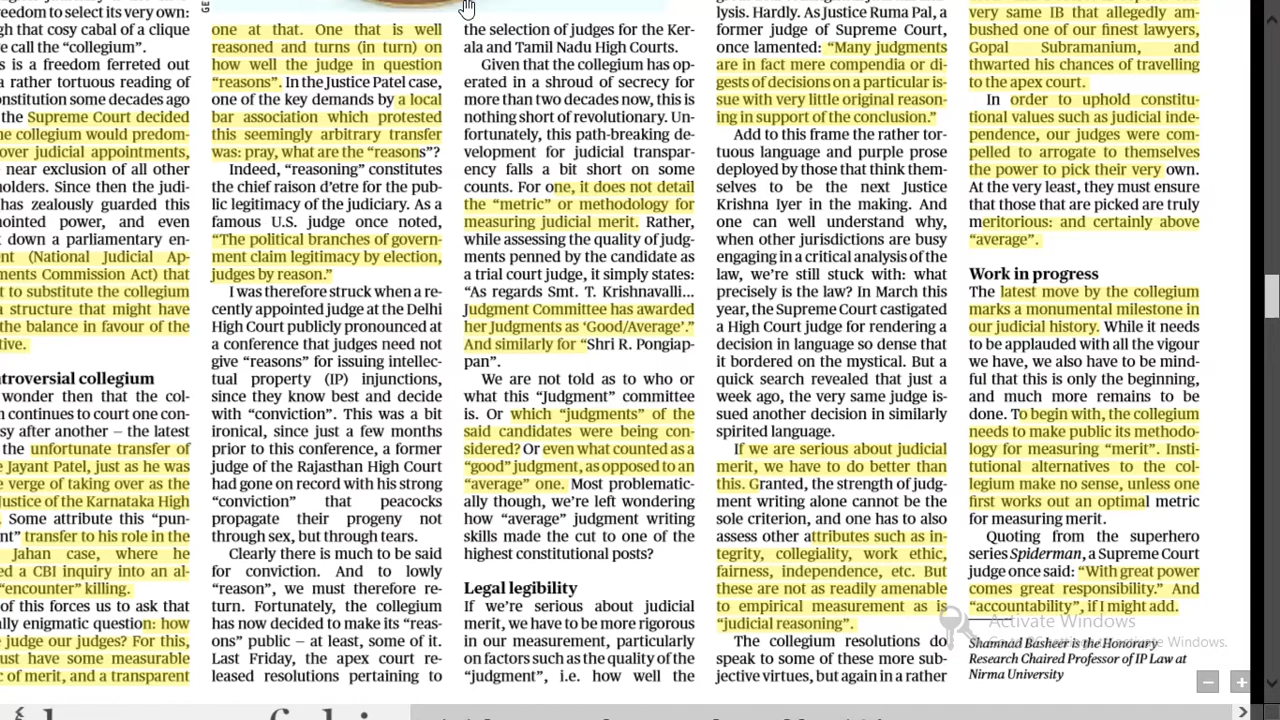 reedom to select its very own:
gh that cosy cabal of a clique
we call the “collegium”.
s is a freedom ferreted out
a rather tortuous reading of
onstitution some decades ago
the Supreme Court decided
he collegium would predom-
over judicial appointments,
near exclusion of all other
holders. Since then the judi-
has zealously guarded this
nointed power, and even
down a parliamentary en-
ent (National Judicial Ap-
ments Commission Act) that
t to substitute the collegium
a structure that might have
the balance in favour of the
tive.
troversial collegium
wonder then that the col-
continues to court one con-
sy after another – the latest
the unfortunate transfer of
e Jayant Patel, just as he was
e verge of taking over as the
Justice of the Karnataka High
Some attribute this “pun-
nt” transfer to his role in the
Jahan case, where he
ed a CBI inquiry into an al-
“encounter” killing.
of this forces us to ask that
ally enigmatic question: how
e judge our judges? For this,
ust have some measurable
c of merit, and a transparent
one at that. One that is well
reasoned and turns (in turn) on
how well the judge in question
“reasons”. In the Justice Patel case,
one of the key demands by a local
bar association which protested
this seemingly arbitrary transfer
was: pray, what are the “reasons”?
Indeed, “reasoning” constitutes
the chief raison d’etre for the pub-
lic legitimacy of the judiciary. As a
famous U.S. judge once noted,
“The political branches of govern-
ment claim legitimacy by election,
judges by reason.”
I was therefore struck when a re-
cently appointed judge at the Delhi
High Court publicly pronounced at
a conference that judges need not
give “reasons” for issuing intellec-
tual property (IP) injunctions,
since they know best and decide
with “conviction”. This was a bit
ironical, since just a few months
prior to this conference, a former
judge of the Rajasthan High Court
had gone on record with his strong
“conviction” that peacocks
propagate their progeny not
through sex, but through tears.
Clearly there is much to be said
for conviction. And to lowly
“reason”, we must therefore re-
turn. Fortunately, the collegium
has now decided to make its “reas-
ons” public – at least, some of it.
Last Friday, the apex court re-
leased resolutions pertaining to
the selection of judges for the Ker-
ala and Tamil Nadu High Courts.
Given that the collegium has op-
erated in a shroud of secrecy for
more than two decades now, this is
nothing short of revolutionary. Un-
fortunately, this path-breaking de-
velopment for judicial transpar-
ency falls a bit short on some
counts. For one, it does not detail
the “metric” or methodology for
measuring judicial merit. Rather,
while assessing the quality of judg-
ments penned by the candidate as
a trial court judge, it simply states:
“As regards Smt. T. Krishnavalli...
Judgment Committee has awarded
her Judgments as ‘Good/Average’.”
And similarly for “Shri R. Pongiap-
pan”.
We are not told as to who or
what this “Judgment” committee
is. Or which “judgments” of the
said candidates were being con-
sidered? Or even what counted as a
“good” judgment, as opposed to an
“average” one. Most problematic-
ally though, we’re left wondering
how “average” judgment writing
skills made the cut to one of the
highest constitutional posts?
Legal legibility
If we’re serious about judicial
merit, we have to be more rigorous
in our measurement, particularly
on factors such as the quality of the
“judgment”, i.e. how well the
lysis. Hardly. As Justice Ruma Pal, a
former judge of Supreme Court,
once lamented: “Many judgments
are in fact mere compendia or di-
gests of decisions on a particular is-
sue with very little original reason-
ing in support of the conclusion.”
Add to this frame the rather tor-
tuous language and purple prose
deployed by those that think them-
selves to be the next Justice
Krishna Iyer in the making. And
one can well understand why,
when other jurisdictions are busy
engaging in a critical analysis of the
law, we’re still stuck with: what
precisely is the law? In March this
year, the Supreme Court castigated
a High Court judge for rendering a
decision in language so dense that
it bordered on the mystical. But a
quick search revealed that just a
week ago, the very same judge is-
sued another decision in similarly
spirited language.
If we are serious about judicial
merit, we have to do better than
this. Granted, the strength of judg-
ment writing alone cannot be the
sole criterion, and one has to also
assess other attributes such as in-
tegrity, collegiality, work ethic,
fairness, independence, etc. But
these are not as readily amenable
to empirical measurement as is
“judicial reasoning”.
The collegium resolutions do
speak to some of these more sub-
jective virtues, but again in a rather
very same IB that allegedly am-
bushed one of our finest lawyers,
Gopal Subramanium, and
thwarted his chances of travelling
to the apex court.
In order to uphold constitu-
tional values such as judicial inde-
pendence, our judges were com-
pelled to arrogate to themselves
the power to pick their very own.
At the very least, they must ensure
that those that are picked are truly
meritorious: and certainly above
“average”.
Work in progress
The latest move by the collegium
marks a monumental milestone in
our judicial history. While it needs
to be applauded with all the vigour
we have, we also have to be mind-
ful that this is only the beginning,
and much more remains to be
done. To begin with, the collegium
needs to make public its methodo-
logy for measuring “merit”. Insti-
tutional alternatives to the col-
legium make no sense, unless one
first works out an optimal metric
for measuring merit.
Quoting from the superhero
series Spiderman, a Supreme Court
judge once said: “With great power
comes great responsibility.” And
“accountability”, if I might add.
Activate Windows
Go to PC settings to activate Windows.
Shamnad Basheer is the Honorary
Research Chaired Professor of IP Law at
Nirma University